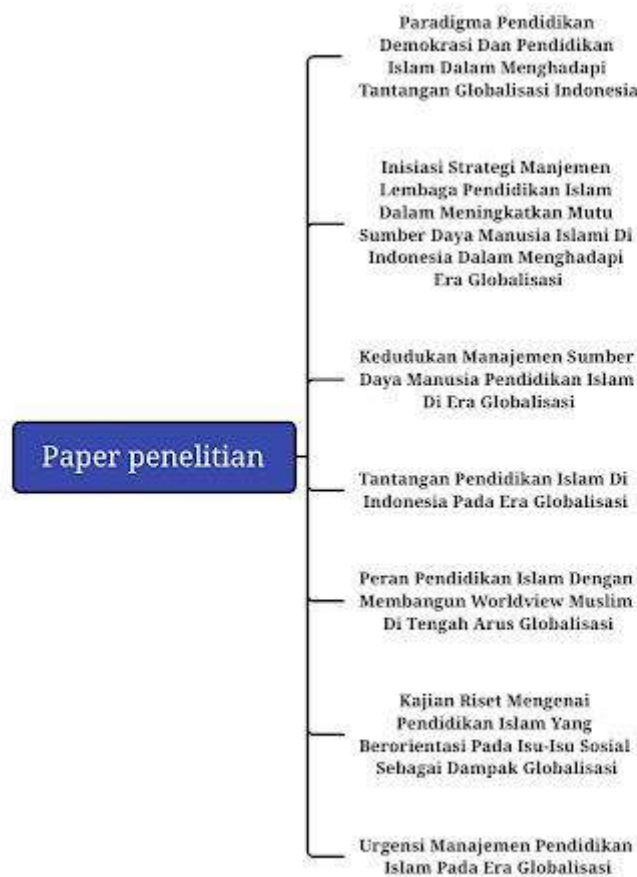 Paradigma Pendidikan
Demokrasi Dan Pendidikan
Islam Dalam Menghadapi
Tantangan Globalisasi Indonesia
Inisiasi Strategi Manjemen
Lembaga Pendidikan Islam
Dalam Meningkatkan Mutu
Sumber Daya Manusia Islami Di
Indonesia Dalam Menghadapi
Era Globalisasi
Kedudukan Manajemen Sumber
Daya Manusia Pendidikan Islam
Di Era Globalisasi
Paper penelitian
Tantangan Pendidikan Islam Di
Indonesia Pada Era Globalisasi
Peran Pendidikan Islam Dengan
Membangun Worldview Muslim
Di Tengah Arus Globalisasi
Kajian Riset Mengenai
Pendidikan Islam Yang
Berorientasi Pada Isu-Isu Sosial
Sebagai Dampak Globalisasi
Urgensi Manajemen Pendidikan
Islam Pada Era Globalisasi